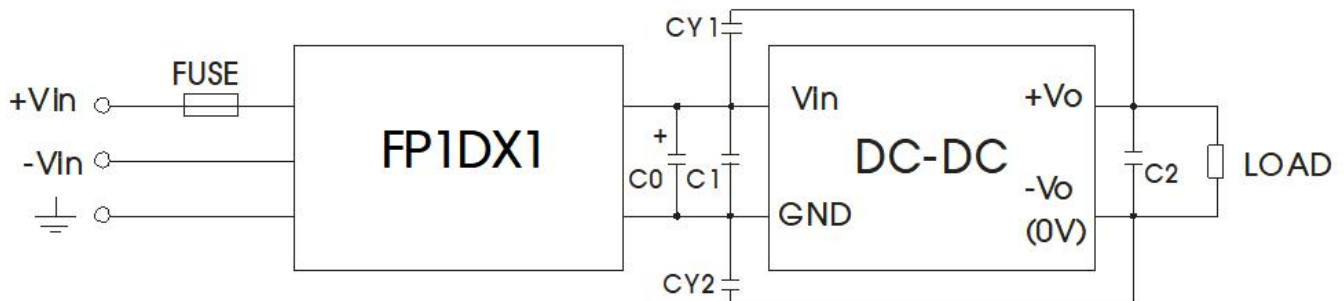 CY1
FUSE
+VIn
VIn
+Vo
FP1DX1
+
DC-DC
-VIn
C0
C1
C2
LOAD
-Vo
GND
(0V)
CY2